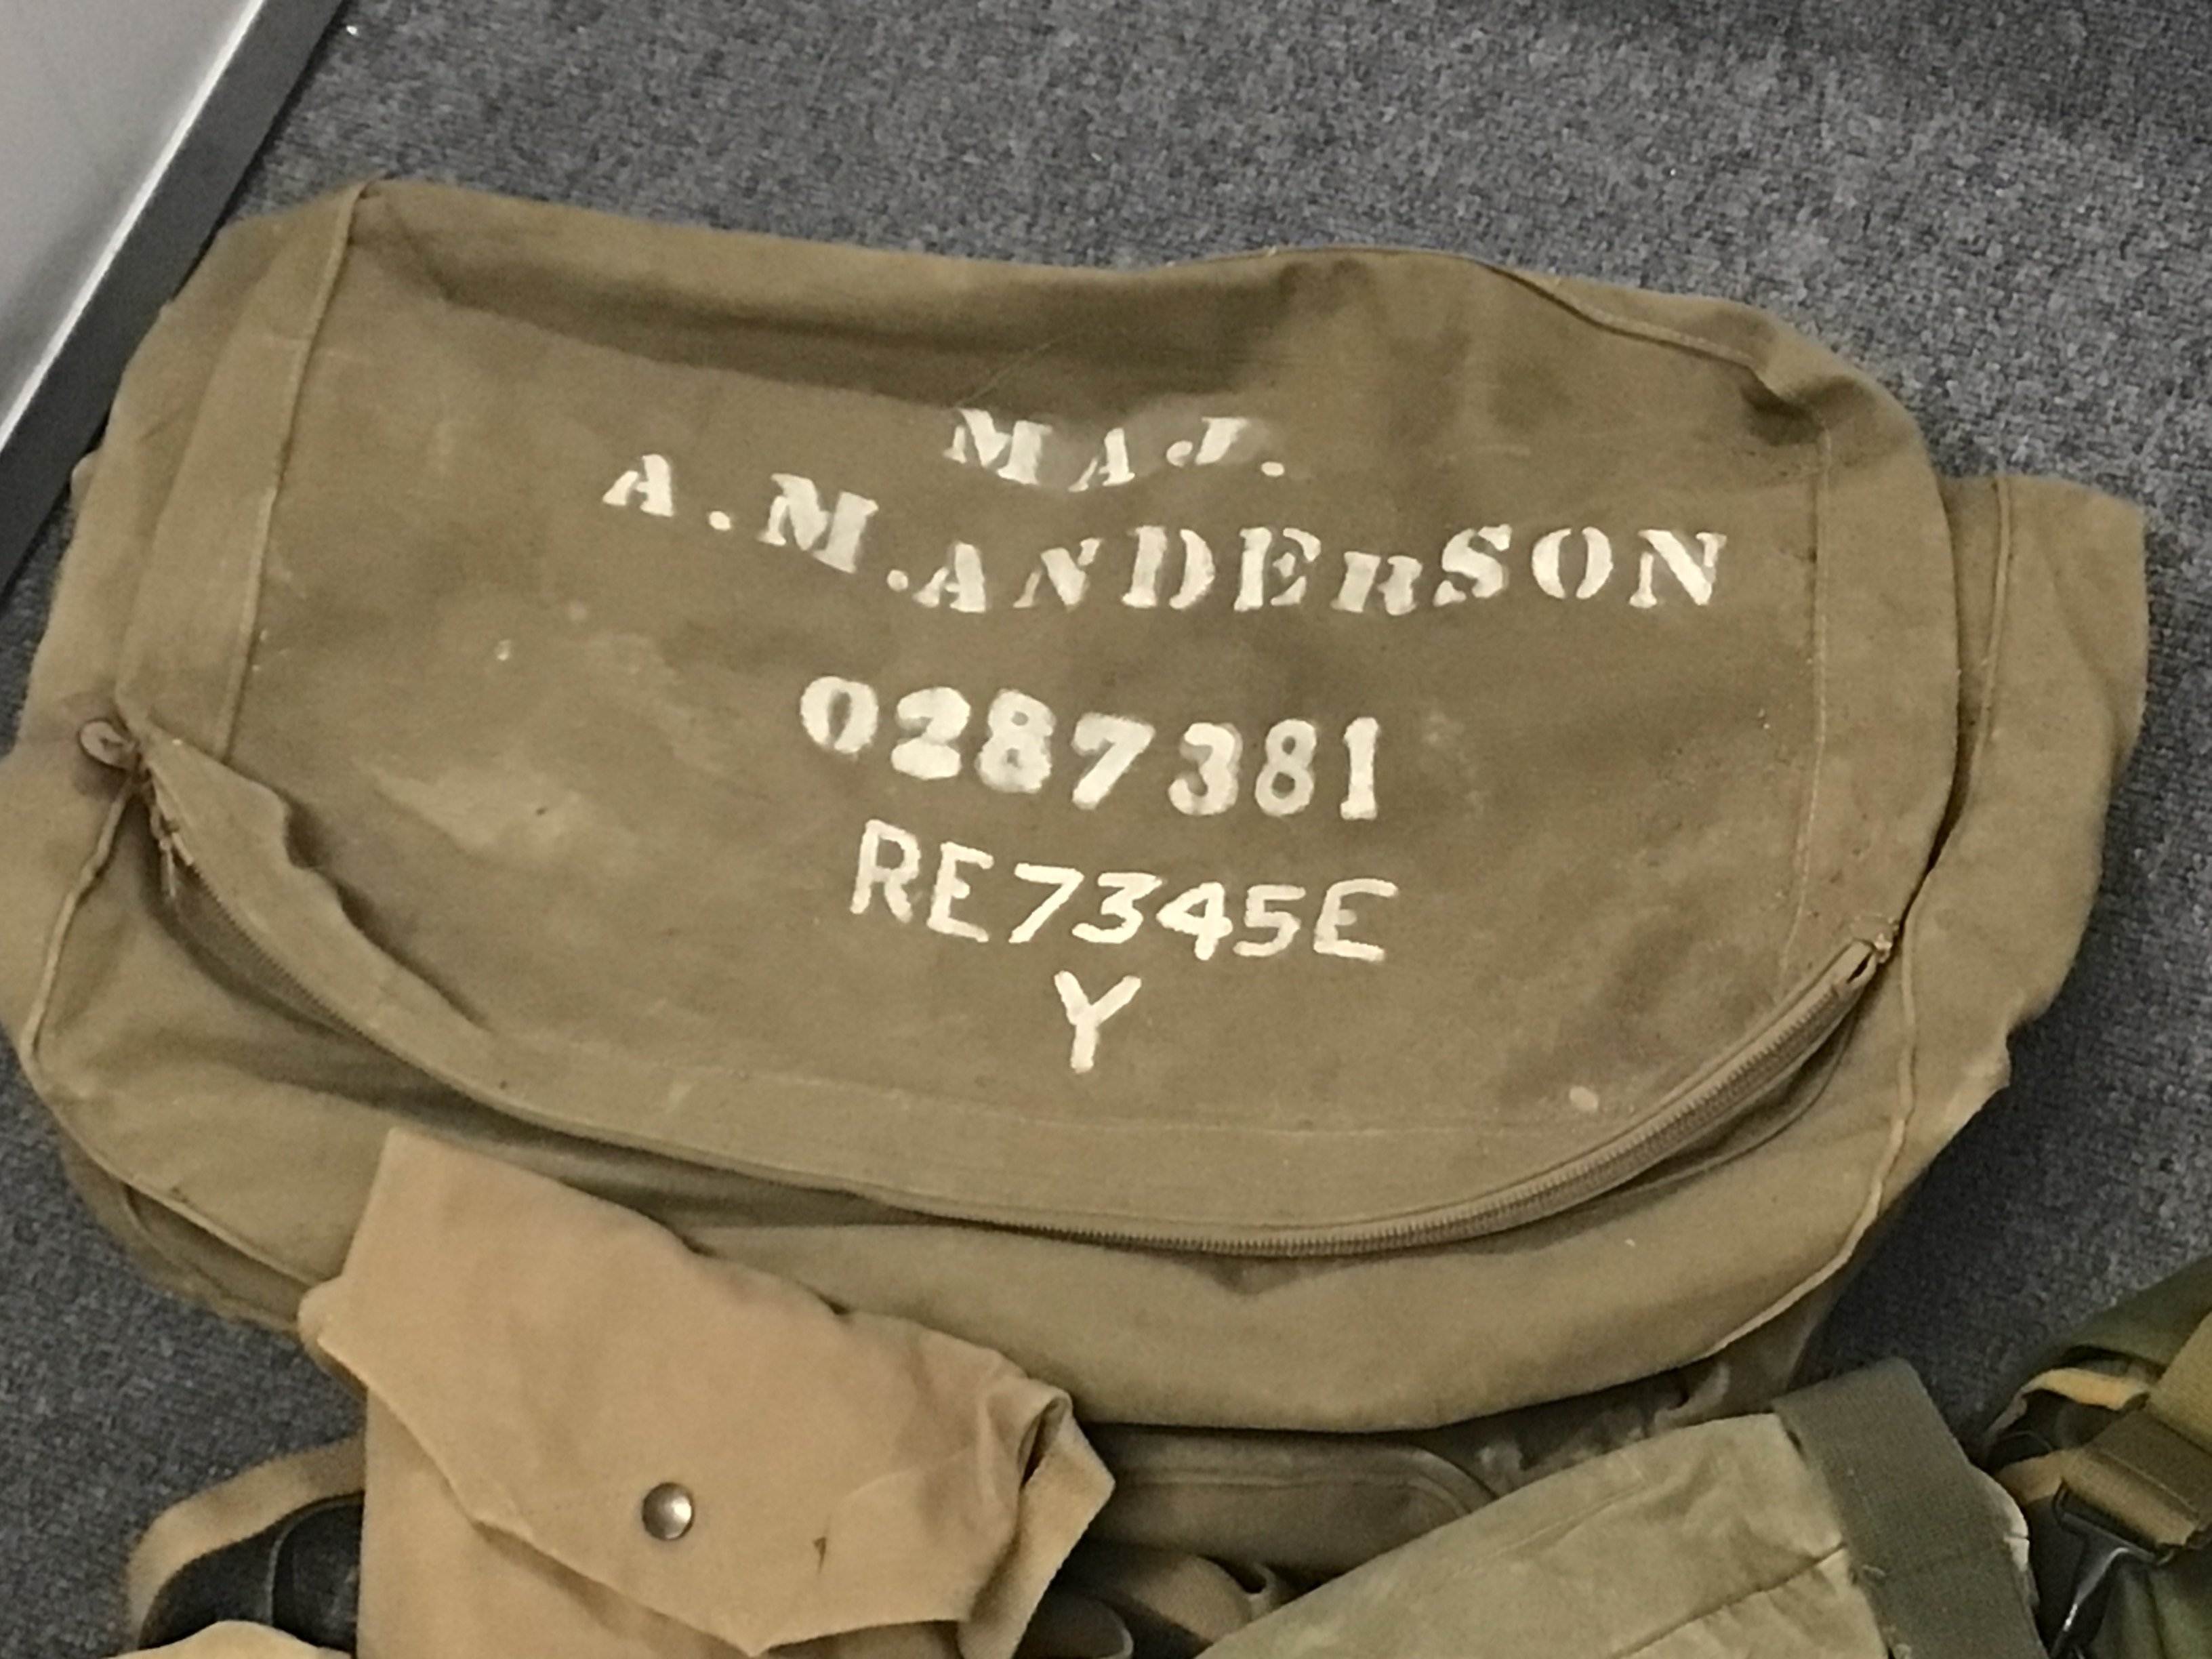 MAJ.
A.M.ANDERSON
0287381
RE7345E
Y